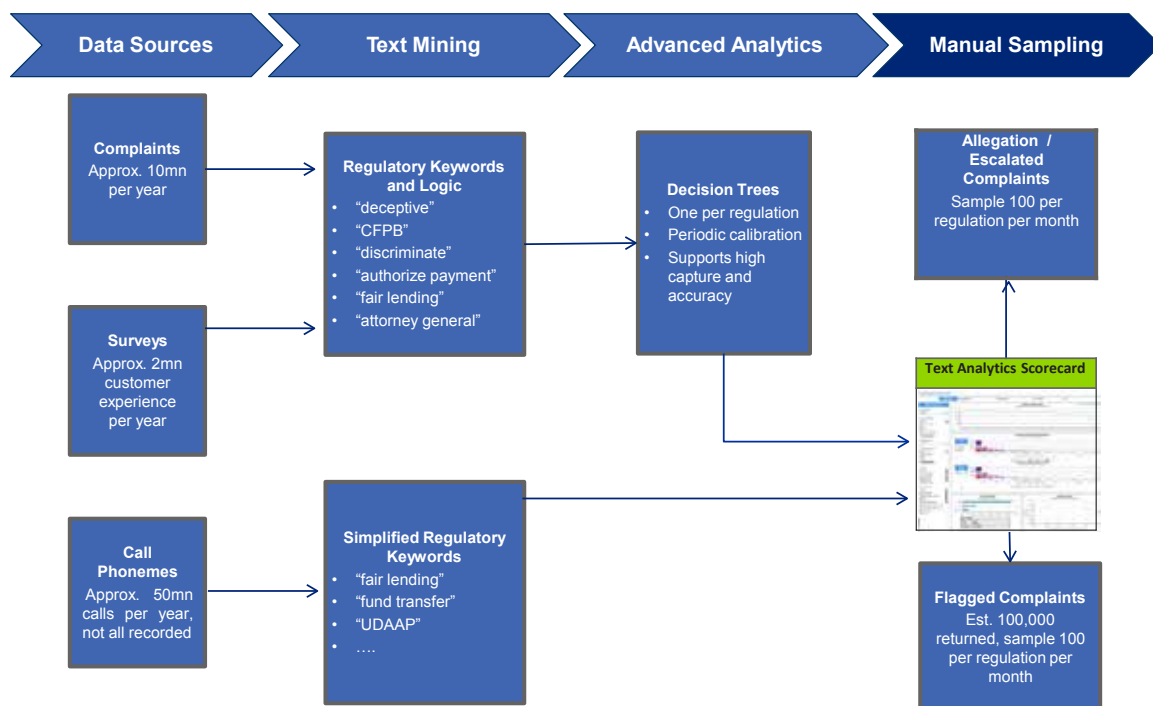 Data Sources
Text Mining
Advanced Analytics
Manual Sampling
Complaints
Approx. 10mn
per year
Surveys
Approx. 2mn
customer
experience
per year
Call
Phonemes
Approx. 50mn
calls per year,
not all recorded
Regulatory Keywords
and Logic
• “deceptive”
• “CFPB”
• “discriminate”
• “authorize payment”
• “fair lending”
• “attorney general”
Simplified Regulatory
Keywords
• “fair lending”
• “fund transfer”
• “UDAAP”
• ….
Decision Trees
• One per regulation
• Periodic calibration
• Supports high
capture and
accuracy
Allegation /
Escalated
Complaints
Sample 100 per
regulation per month
Text Analytics Scorecard
Flagged Complaints
Est. 100,000
returned, sample 100
per regulation per
month